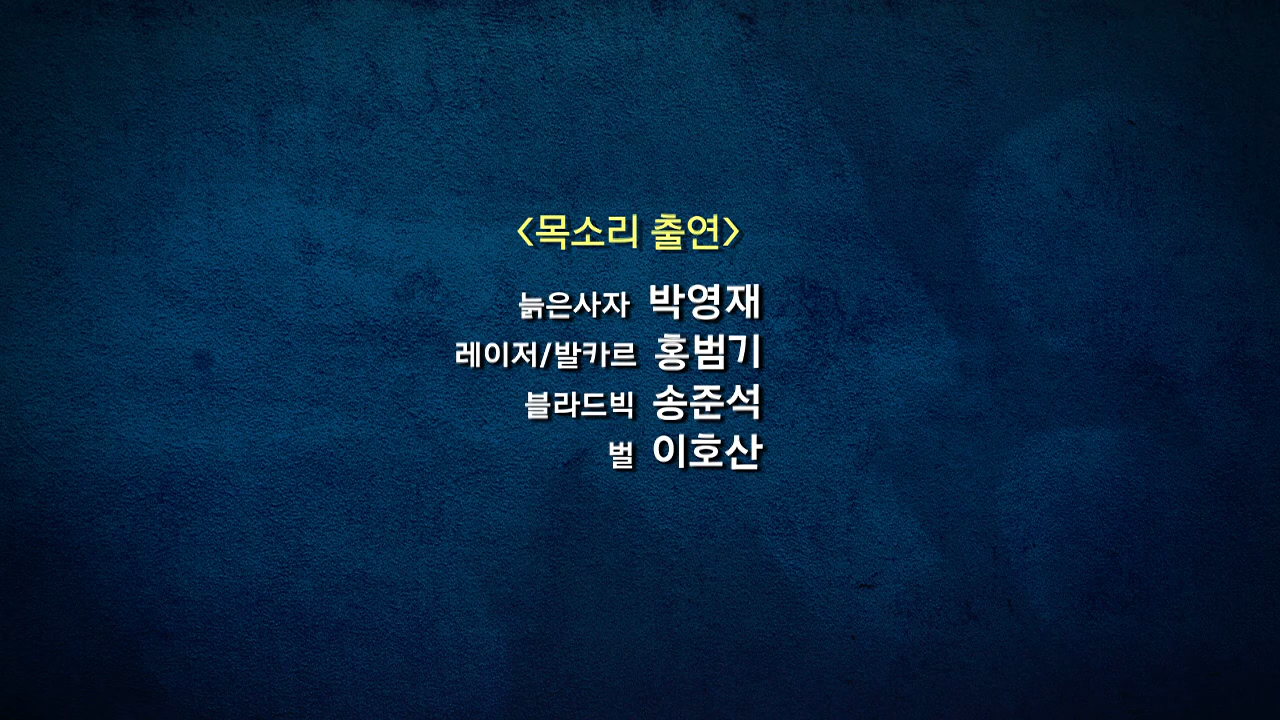 <목소리 출연>
늙은사자 박영재
레이저/발카르 홍범기
블라드빅 송준석
벌 이호산